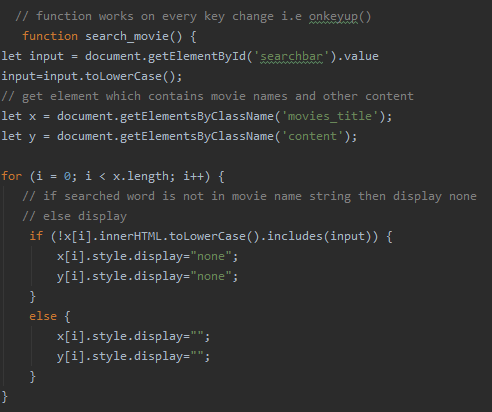 // function works on every key change i.e onkeyup()
function search_movie() {
let input = document.getElementById('searchbar').value
input=input.toLowerCase();
// get element which contains movie names and other content
let x = document.getElementsByClassName('movies_title');
let y = document.getElementsByClassName('content');
for (i = 0; i < x.length; i++) {
// if searched word is not in movie name string then display none
// else display
if (!x[i].innerHTML.toLowerCase().includes(input)) {
x[i].style.display="none";
y[i].style.display="none";
}
else {
x[i].style.display="";
y[i].style.display="";
}
}